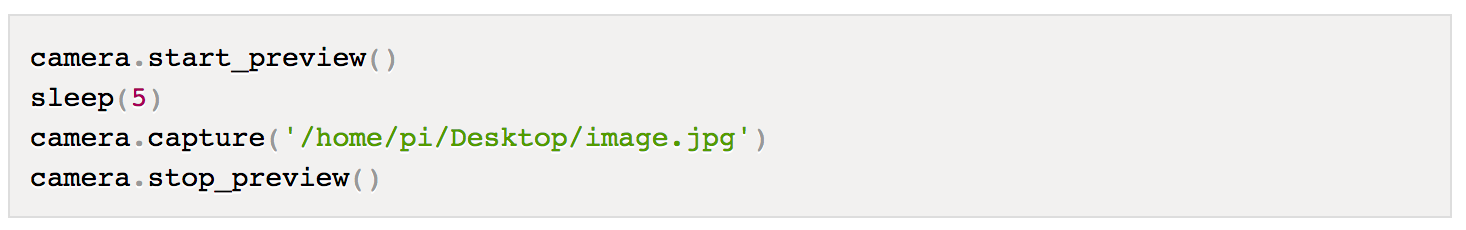 camera.start_preview()
sleep(5)
camera.capture('/home/pi/Desktop/image.jpg')
camera.stop_preview()